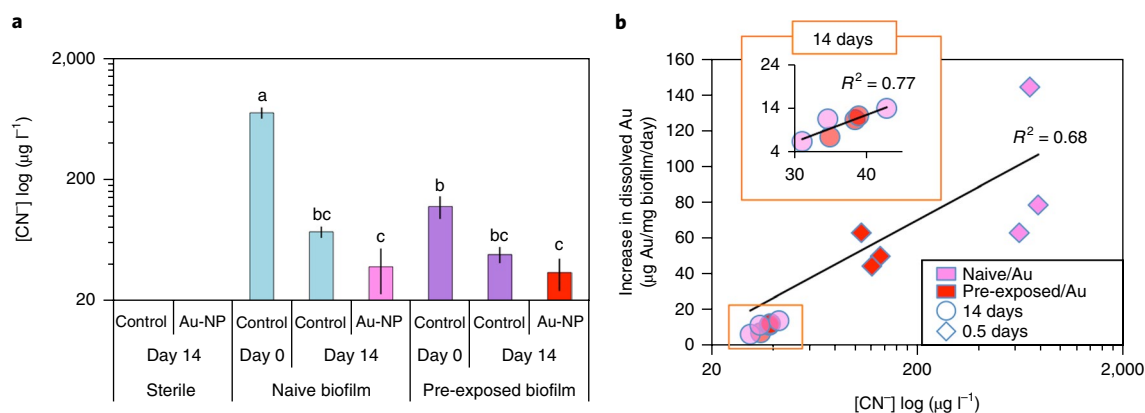 a
2,000
200
20
[CN⁻] log (µg l⁻¹)
a
bc
c
b
bc
c
Control Au-NP Control Control Au-NP Control Control Au-NP
Day 14 Day 0 Day 14 Day 0 Day 14
Sterile Naive biofilm Pre-exposed biofilm
b
Increase in dissolved Au
(µg Au/mg biofilm/day)
160
140
120
100
80
60
40
20
0
14 days
24
14
4
30 40
R² = 0.77
R² = 0.68
Naive/Au
Pre-exposed/Au
14 days
0.5 days
20 200 2,000
[CN⁻] log (µg l⁻¹)